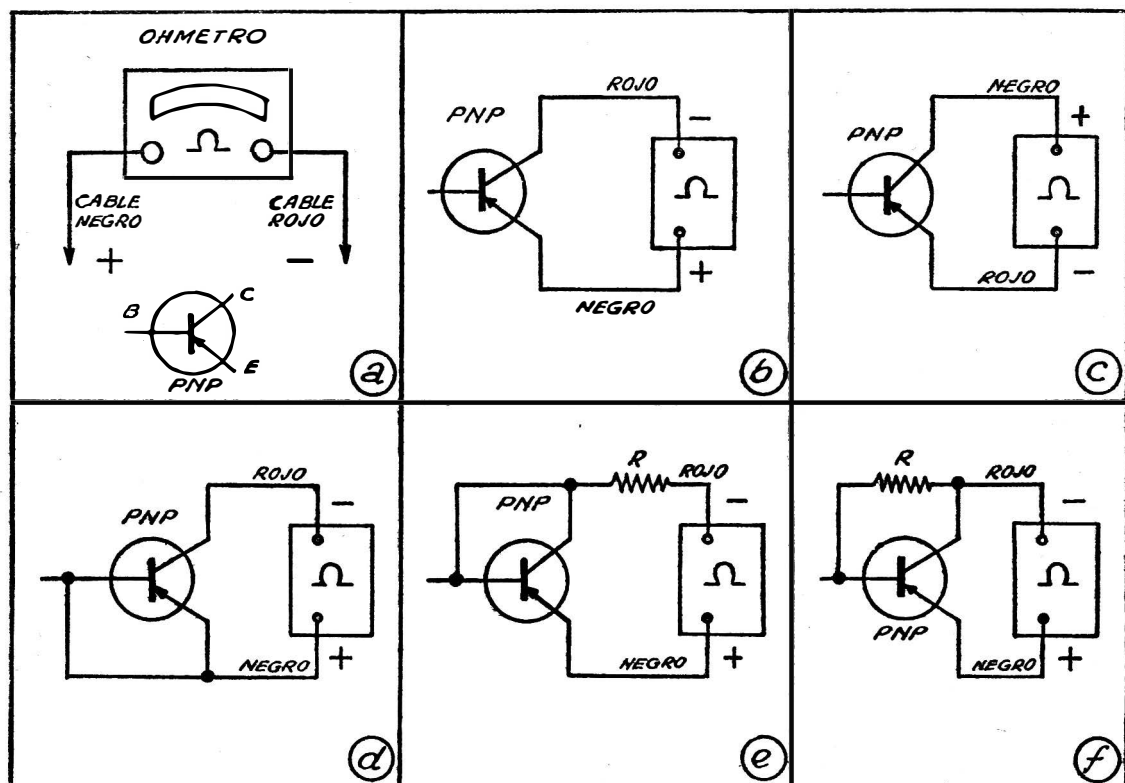 OHMETRO
Ω
CABLE NEGRO
CABLE ROJO
+
-
B
C
E
PNP
a
PNP
ROJO
-
Ω
+
NEGRO
b
PNP
NEGRO
+
Ω
-
ROJO
c
PNP
ROJO
-
Ω
+
NEGRO
d
PNP
R
ROJO
-
Ω
+
NEGRO
e
R
ROJO
-
PNP
Ω
+
NEGRO
f